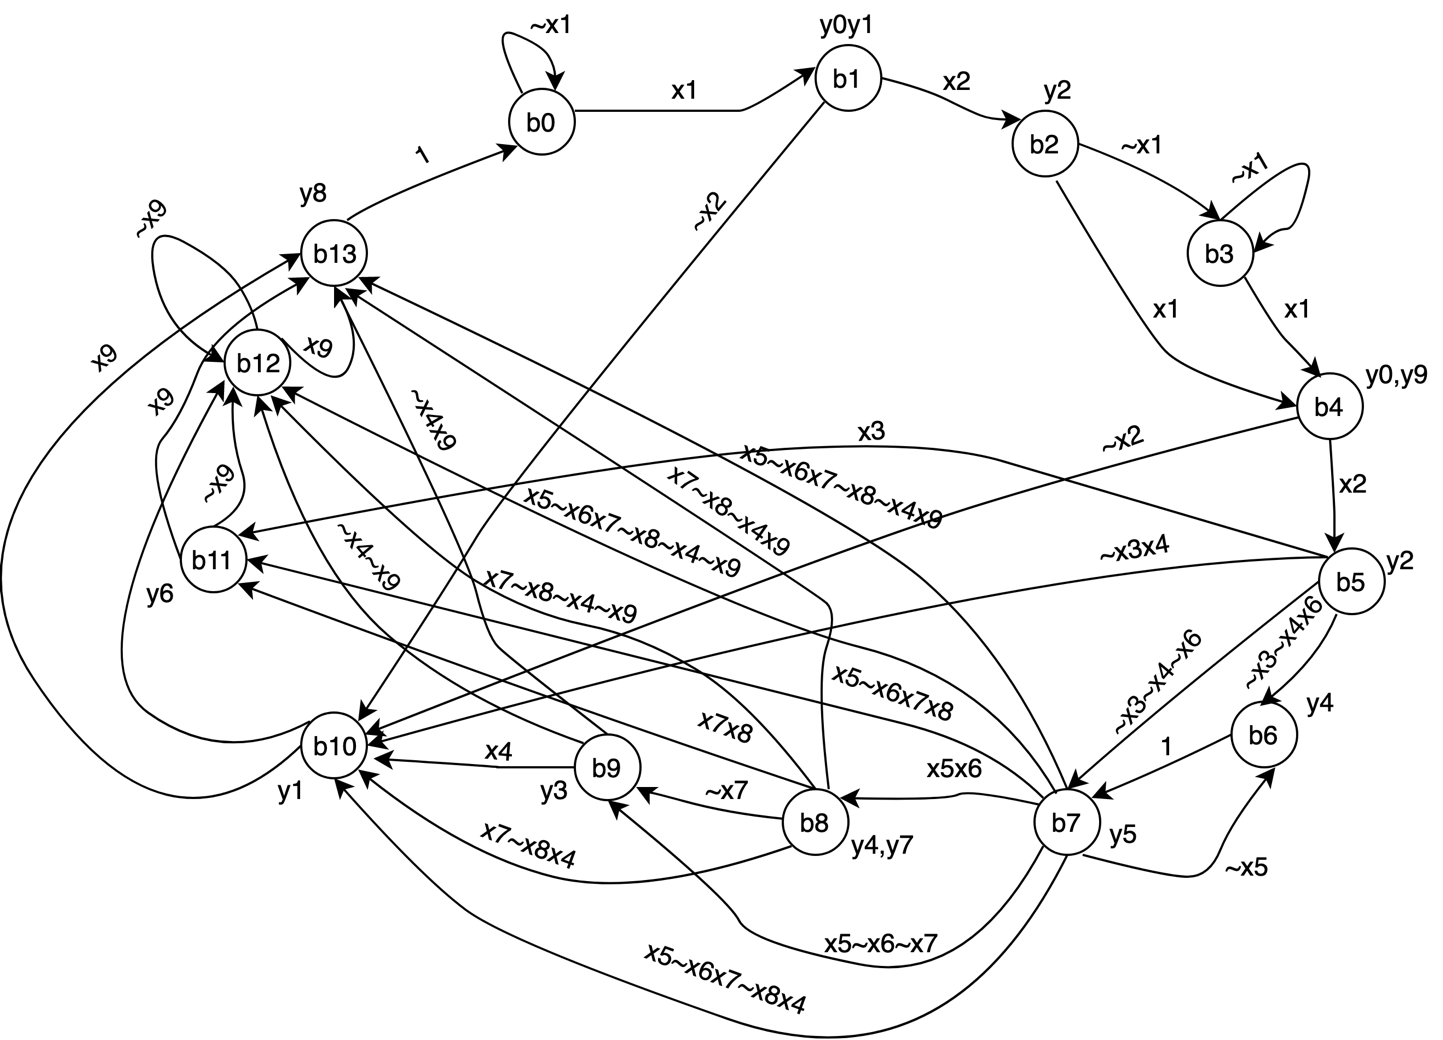 ~x1
y0y1
b1
x1
x2
y2
b0
b2
~x1
1
~x1
y8
~x2
b3
~x9
b13
x1
x1
x9
b12
x9
y0,y9
b4
x9
~x4x9
x3
~x2
x5~x6x7~x8~x4x9
x7~x8~x4x9
x2
~x9
x5~x6x7~x8~x4~x9
~x4~x9
~x3x4
b11
y2
b5
y6
x7~x8~x4~x9
~x3~x4x6
~x3~x4~x6
x5~x6x7x8
y4
x7x8
b6
b10
x4
1
b9
x5x6
y1
y3
~x7
b8
b7
y5
y4,y7
x7~x8x4
~x5
x5~x6~x7
x5~x6x7~x8x4